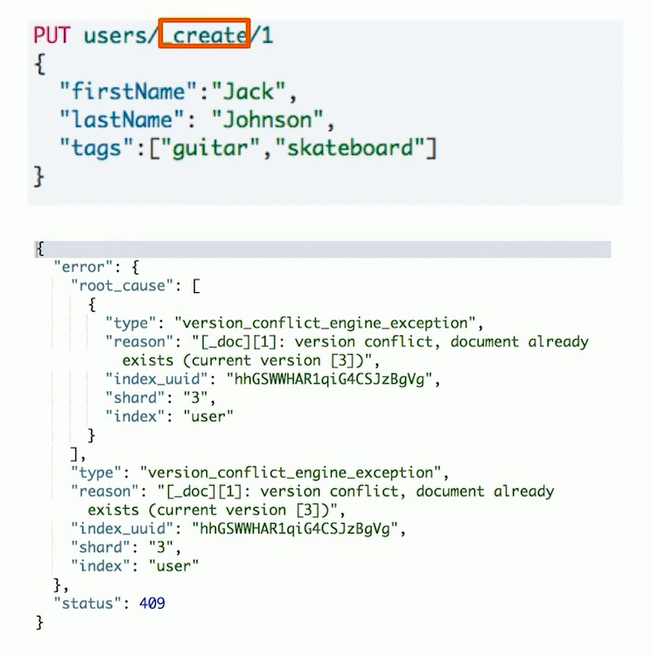 PUT users/_create/1
{
"firstName":"Jack",
"lastName": "Johnson",
"tags":["guitar","skateboard"]
}
{
"error": {
"root_cause": [
{
"type": "version_conflict_engine_exception",
"reason": "[_doc][1]: version conflict, document already
exists (current version [3])",
"index_uuid": "hhGSWWHAR1qiG4CSJzBgVg",
"shard": "3",
"index": "user"
}
],
"type": "version_conflict_engine_exception",
"reason": "[_doc][1]: version conflict, document already
exists (current version [3])",
"index_uuid": "hhGSWWHAR1qiG4CSJzBgVg",
"shard": "3",
"index": "user"
},
"status": 409
}